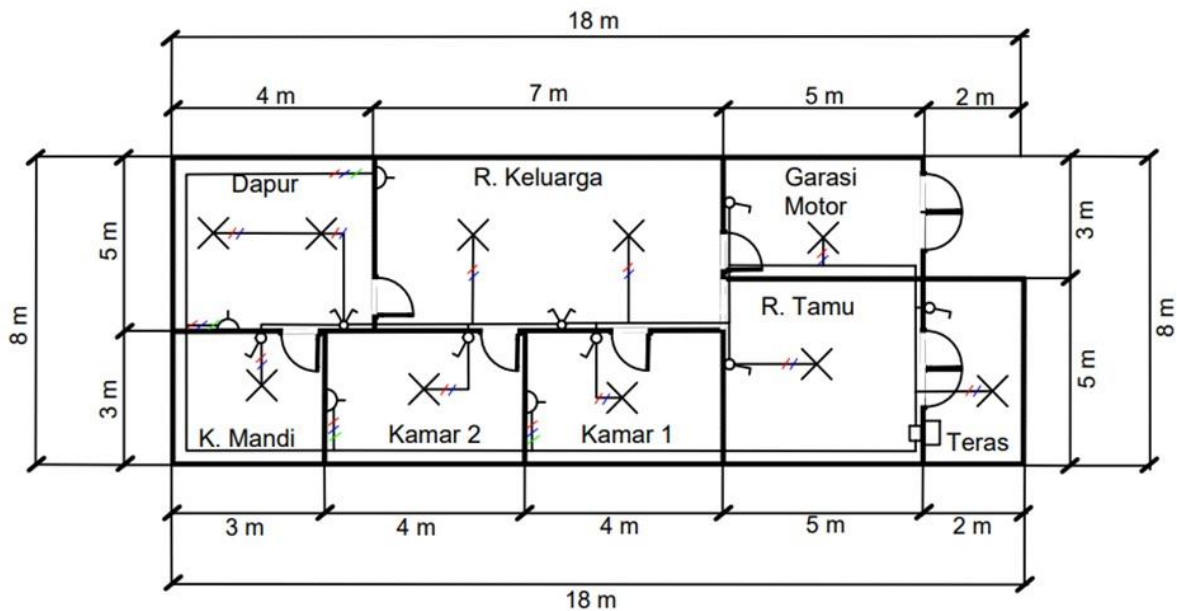 18 m
4 m
7 m
5 m
2 m
Dapur
R. Keluarga
Garasi
Motor
5 m
3 m
8 m
R. Tamu
8 m
3 m
5 m
K. Mandi
Kamar 2
Kamar 1
Teras
3 m
4 m
4 m
5 m
2 m
18 m